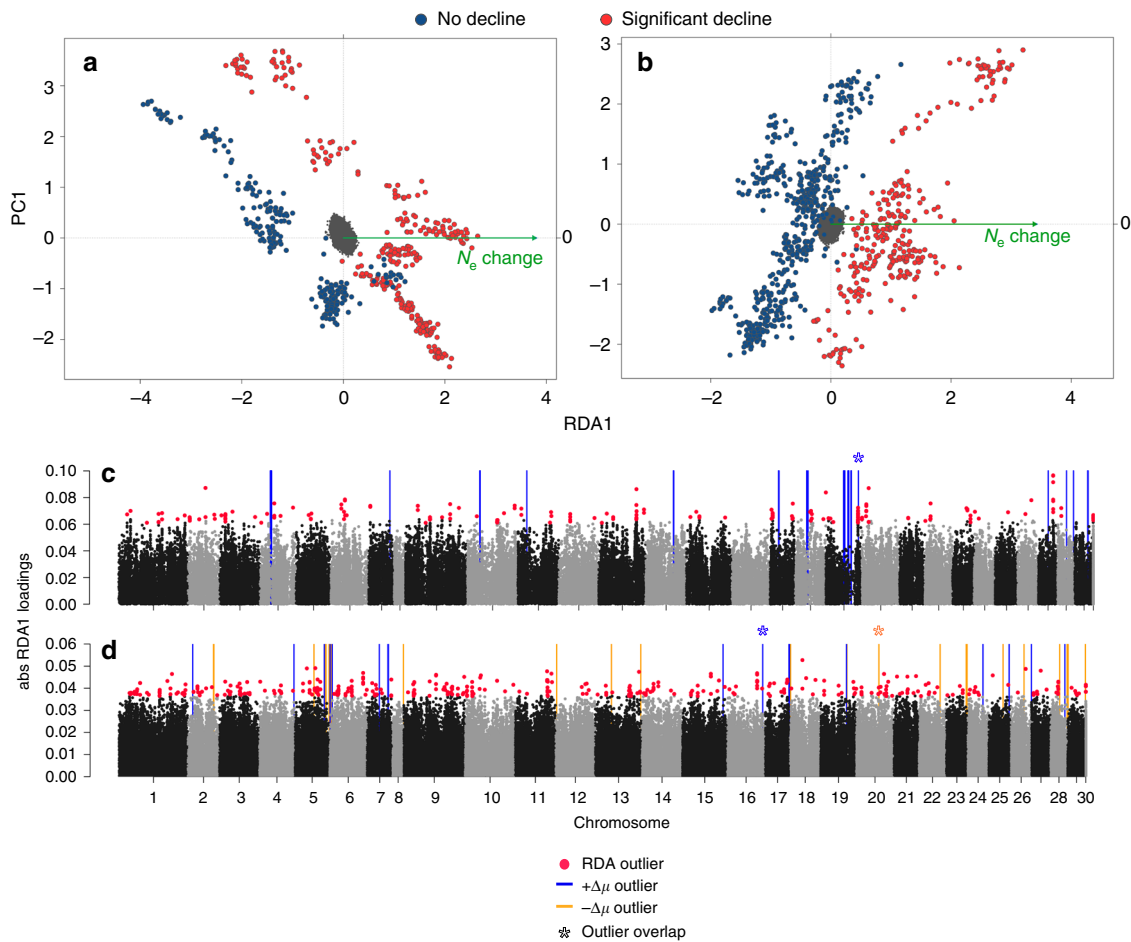 No decline
Significant decline
a
PC1
3
2
1
0
−1
−2
−4
−2
0
2
4
0
Ne change
b
3
2
1
0
−1
−2
−2
0
2
4
0
Ne change
RDA1
c
0.10
0.08
0.06
0.04
0.02
0.00
abs RDA1 loadings
d
0.06
0.05
0.04
0.03
0.02
0.01
0.00
1 2 3 4 5 6 7 8 9 10 11 12 13 14 15 16 17 18 19 20 21 22 23 24 25 26 28 30
Chromosome
RDA outlier
+Δμ outlier
−Δμ outlier
Outlier overlap